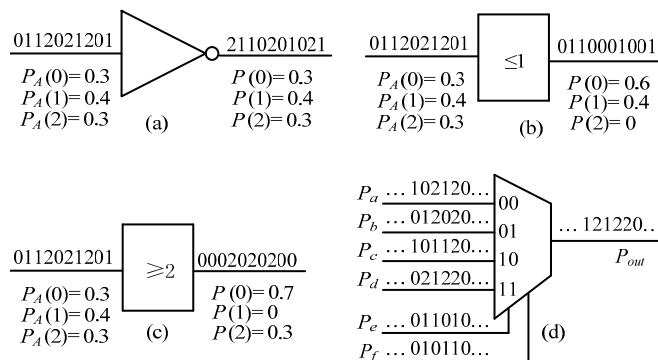 0112021201
2110201021
P_A(0)= 0.3
P_A(1)= 0.4
P_A(2)= 0.3
P(0)= 0.3
P(1)= 0.4
P(2)= 0.3
(a)
0112021201
≤1
0110001001
P_A(0)= 0.3
P_A(1)= 0.4
P_A(2)= 0.3
P(0)= 0.6
P(1)= 0.4
P(2)= 0
(b)
0112021201
≥2
0002020200
P_A(0)= 0.3
P_A(1)= 0.4
P_A(2)= 0.3
P(0)= 0.7
P(1)= 0
P(2)= 0.3
(c)
P_a … 102120…
00
P_b … 012020…
01
P_c … 101120…
10
P_d … 021220…
11
… 121220…
P_out
P_e … 011010…
P_f … 010110…
(d)